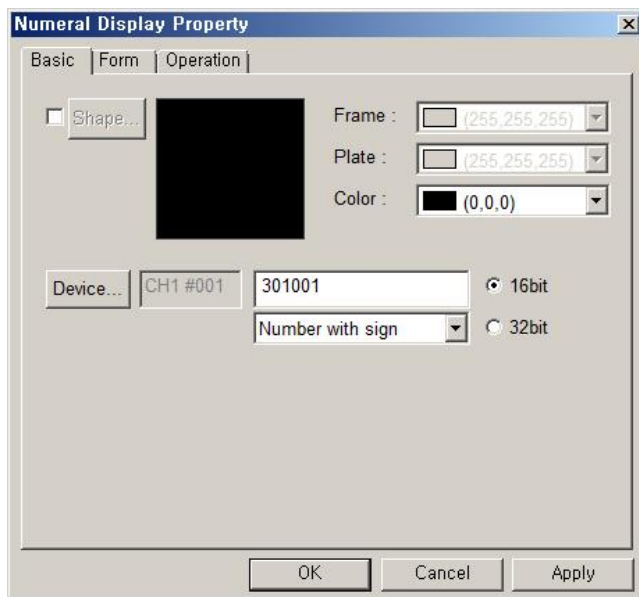 Numeral Display Property
Basic Form Operation
Shape... Frame : (255,255,255)
Plate : (255,255,255)
Color : (0,0,0)
Device... CH1 #001 301001 16bit
Number with sign 32bit
OK Cancel Apply